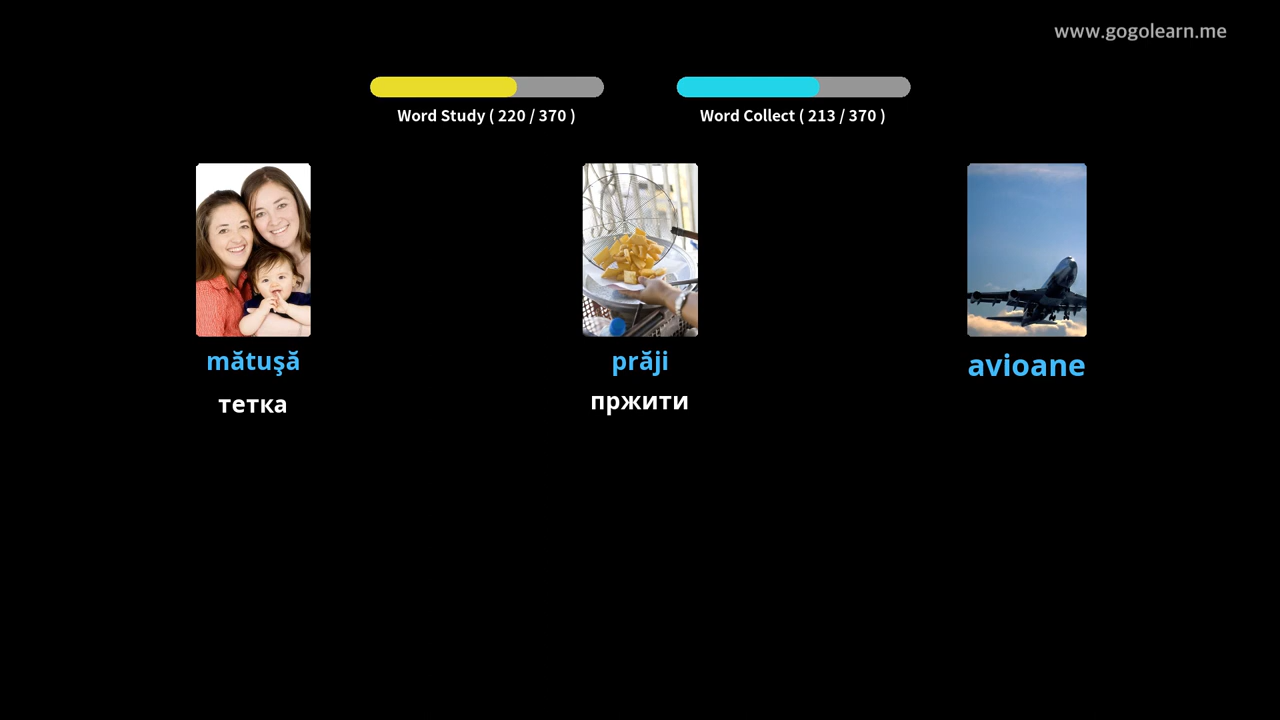 www.gogolearn.me
Word Study ( 220 / 370 )
Word Collect ( 213 / 370 )
mătuşă
prăji
avioane
тетка
пржити